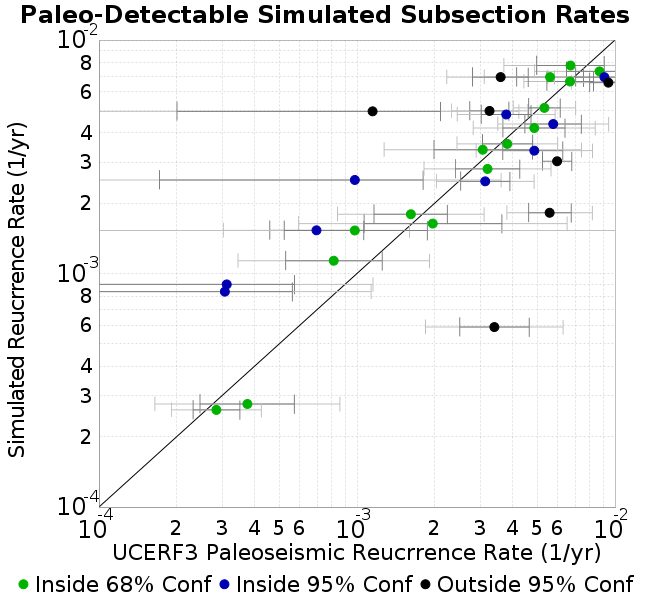 Paleo-Detectable Simulated Subsection Rates
Simulated Reucrrence Rate (1/yr)
10-2
8
6
4
3
2
10-3
8
6
4
3
2
10-4
10-4 2 3 4 5 6 10-3 2 3 4 5 6 10-2
UCERF3 Paleoseismic Reucrrence Rate (1/yr)
Inside 68% Conf Inside 95% Conf Outside 95% Conf